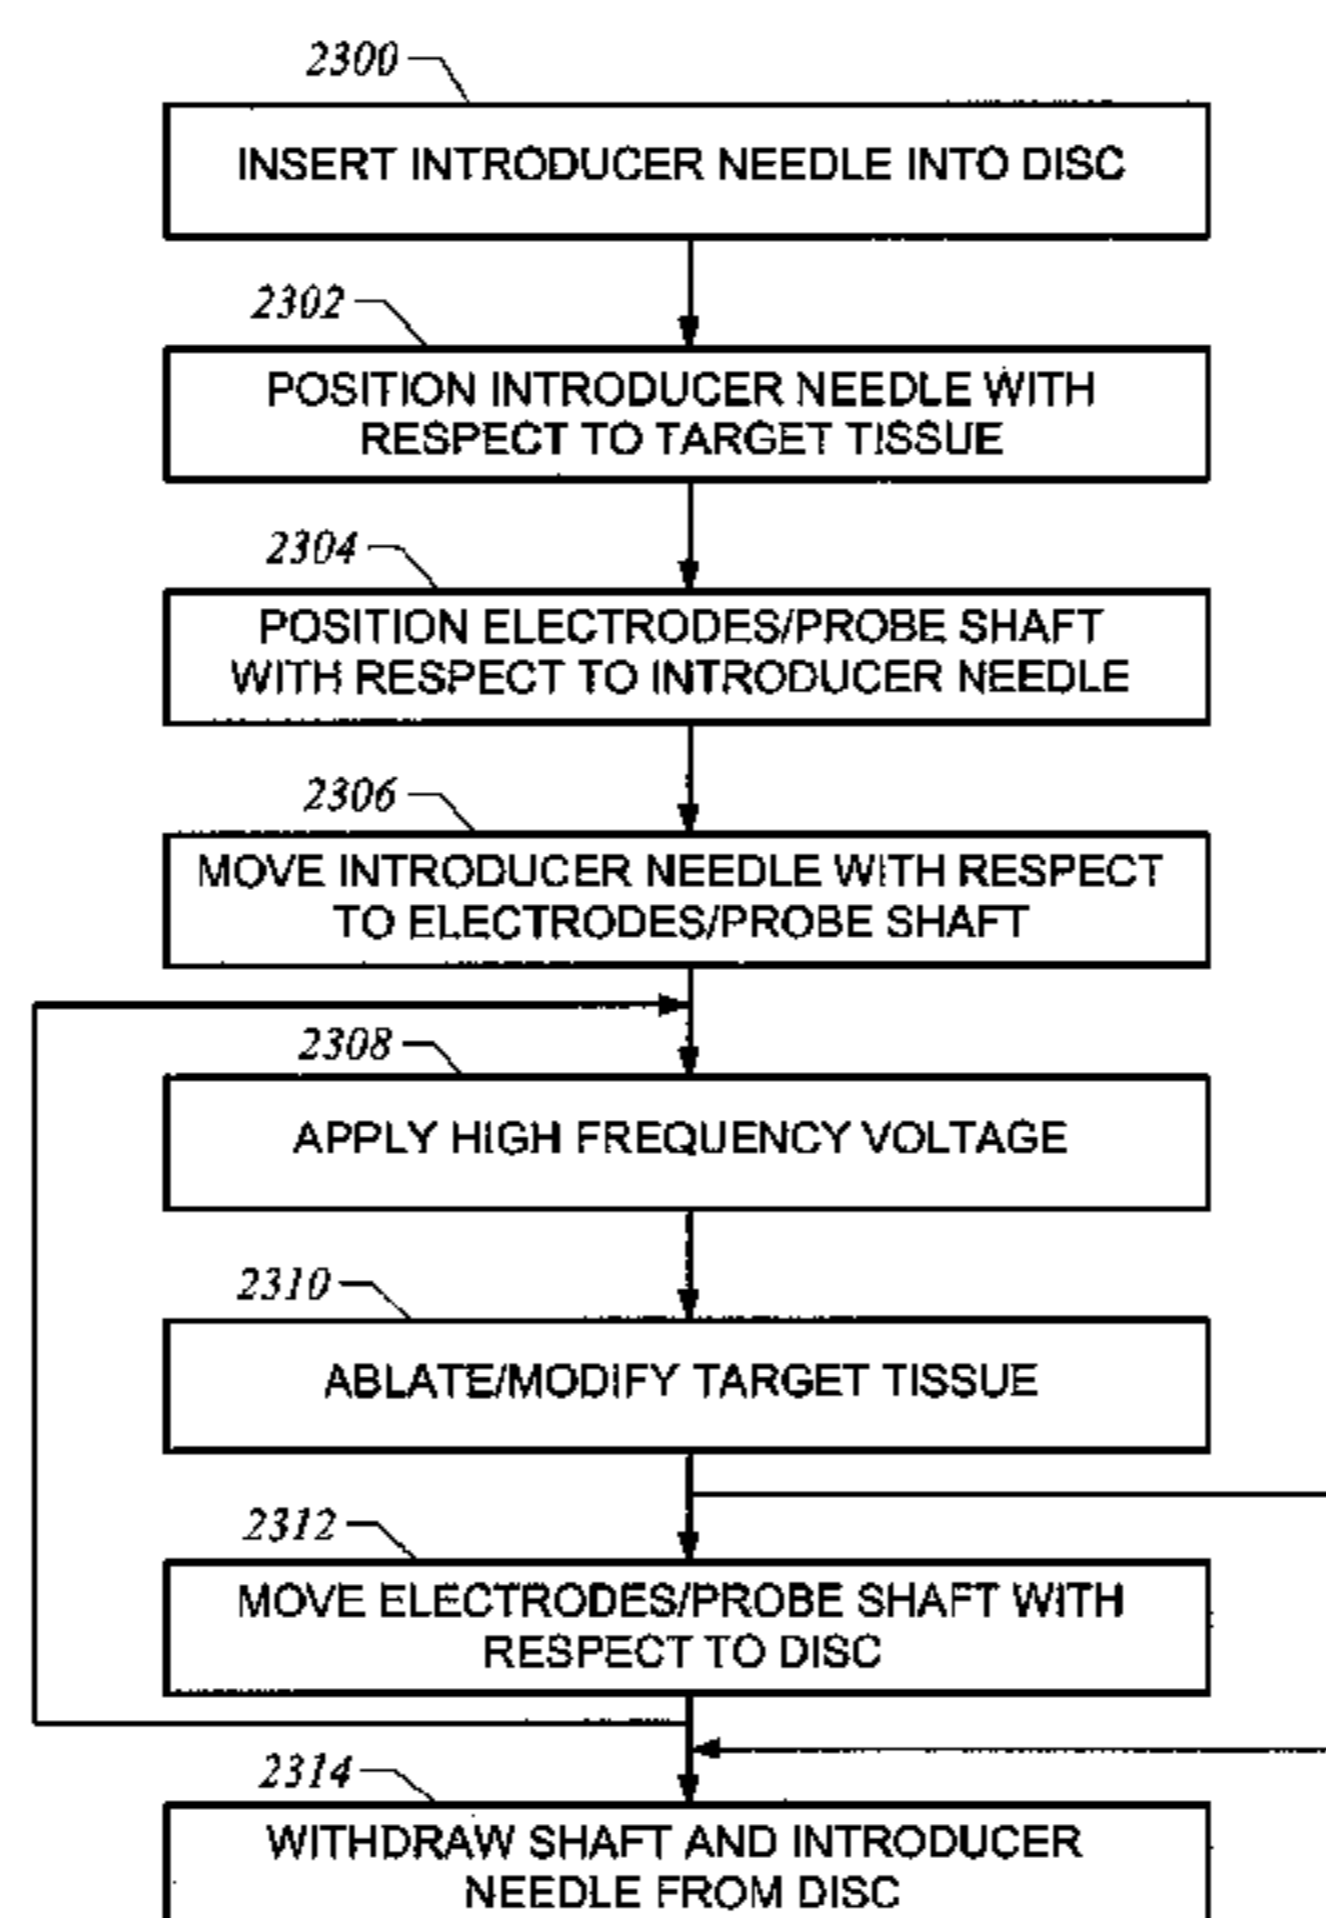 2300
INSERT INTRODUCER NEEDLE INTO DISC
2302
POSITION INTRODUCER NEEDLE WITH
RESPECT TO TARGET TISSUE
2304
POSITION ELECTRODES/PROBE SHAFT
WITH RESPECT TO INTRODUCER NEEDLE
2306
MOVE INTRODUCER NEEDLE WITH RESPECT
TO ELECTRODES/PROBE SHAFT
2308
APPLY HIGH FREQUENCY VOLTAGE
2310
ABLATE/MODIFY TARGET TISSUE
2312
MOVE ELECTRODES/PROBE SHAFT WITH
RESPECT TO DISC
2314
WITHDRAW SHAFT AND INTRODUCER
NEEDLE FROM DISC